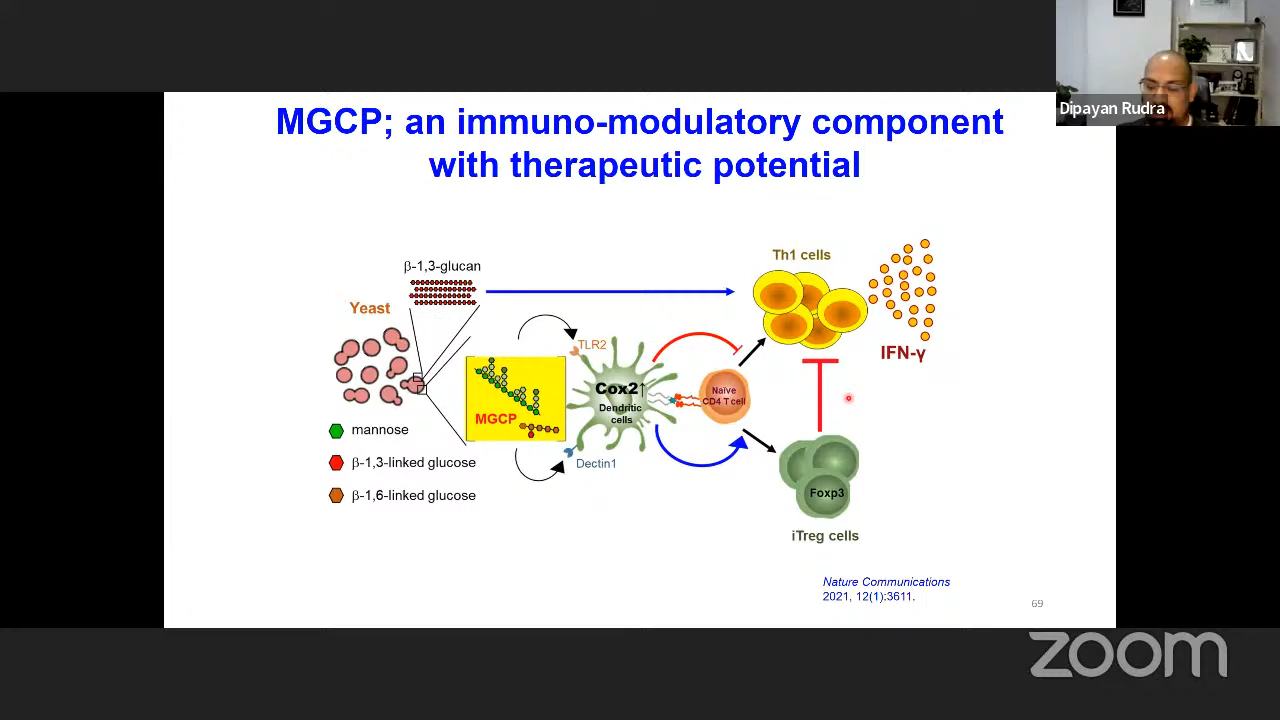 Dipayan Rudra
MGCP; an immuno-modulatory component
with therapeutic potential
β-1,3-glucan
Yeast
Th1 cells
IFN-γ
TLR2
Cox2↑
Dendritic
cells
Naïve
CD4 T cell
MGCP
Dectin1
mannose
β-1,3-linked glucose
β-1,6-linked glucose
Foxp3
iTreg cells
Nature Communications
2021, 12(1):3611.
69
zoom